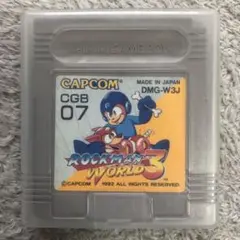 CAPCOM
MADE IN JAPAN
DMG-W3J
CGB
07
ROCKMAN
WORLD 3
©CAPCOM 1992 ALL RIGHTS RESERVED.